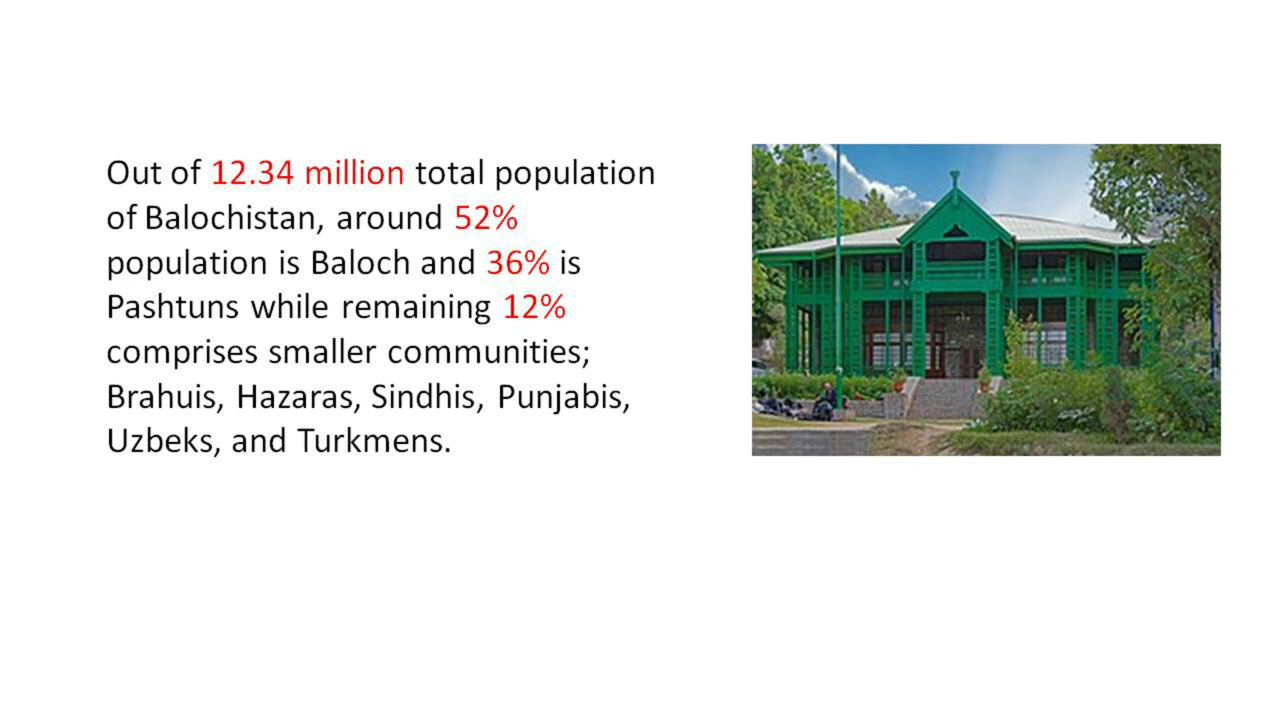 Out of 12.34 million total population
of Balochistan, around 52%
population is Baloch and 36% is
Pashtuns while remaining 12%
comprises smaller communities;
Brahuis, Hazaras, Sindhis, Punjabis,
Uzbeks, and Turkmens.